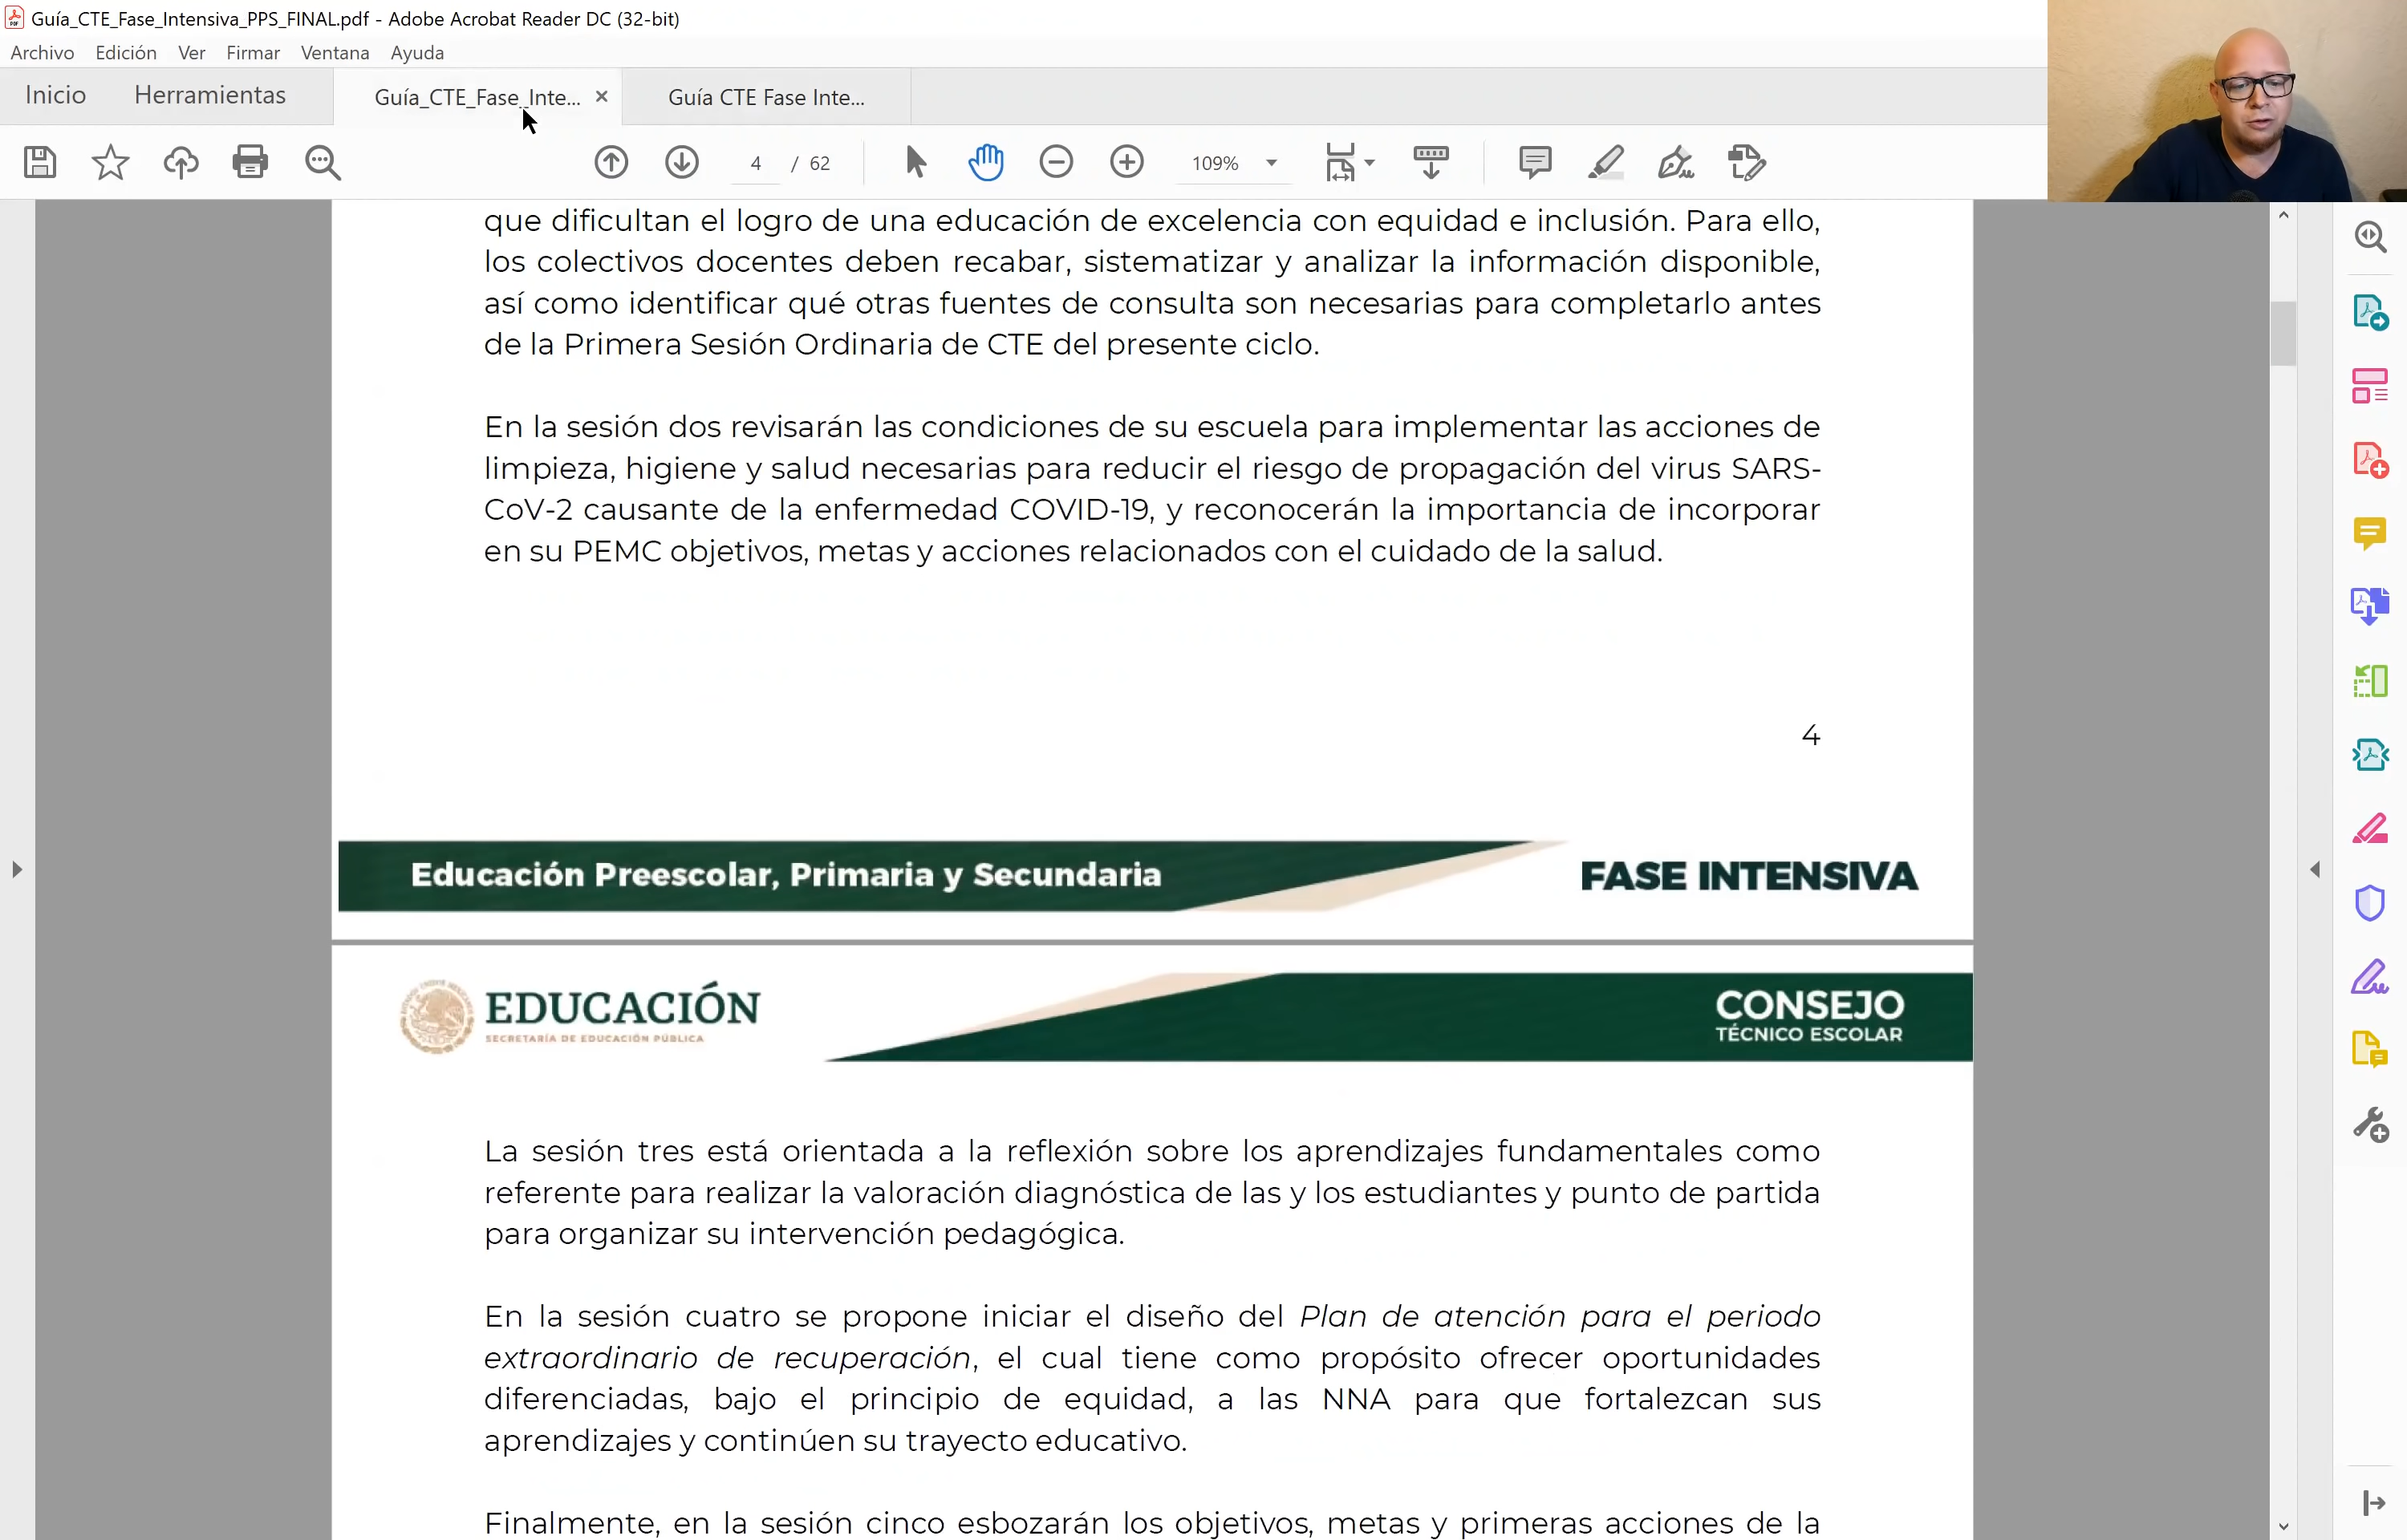 Guía_CTE_Fase_Intensiva_PPS_FINAL.pdf - Adobe Acrobat Reader DC (32-bit)
Archivo Edición Ver Firmar Ventana Ayuda
Inicio Herramientas Guía_CTE_Fase_Inte... Guía CTE Fase Inte...
4 / 62 109%
que dificultan el logro de una educación de excelencia con equidad e inclusión. Para ello,
los colectivos docentes deben recabar, sistematizar y analizar la información disponible,
así como identificar qué otras fuentes de consulta son necesarias para completarlo antes
de la Primera Sesión Ordinaria de CTE del presente ciclo.
En la sesión dos revisarán las condiciones de su escuela para implementar las acciones de
limpieza, higiene y salud necesarias para reducir el riesgo de propagación del virus SARS-
CoV-2 causante de la enfermedad COVID-19, y reconocerán la importancia de incorporar
en su PEMC objetivos, metas y acciones relacionados con el cuidado de la salud.
4
Educación Preescolar, Primaria y Secundaria FASE INTENSIVA
EDUCACIÓN
SECRETARÍA DE EDUCACIÓN PÚBLICA
CONSEJO
TÉCNICO ESCOLAR
La sesión tres está orientada a la reflexión sobre los aprendizajes fundamentales como
referente para realizar la valoración diagnóstica de las y los estudiantes y punto de partida
para organizar su intervención pedagógica.
En la sesión cuatro se propone iniciar el diseño del Plan de atención para el periodo
extraordinario de recuperación, el cual tiene como propósito ofrecer oportunidades
diferenciadas, bajo el principio de equidad, a las NNA para que fortalezcan sus
aprendizajes y continúen su trayecto educativo.
Finalmente, en la sesión cinco esbozarán los objetivos, metas y primeras acciones de la